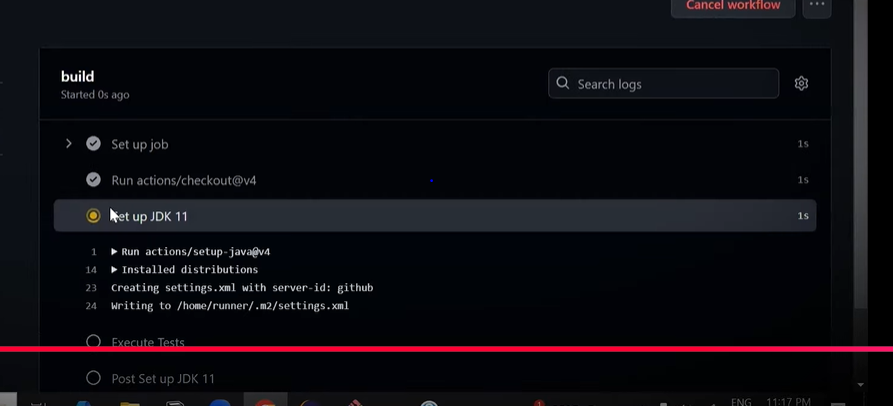 Cancel workflow
build
Started 0s ago
Search logs
Set up job 1s
Run actions/checkout@v4 1s
Set up JDK 11 1s
1 Run actions/setup-java@v4
14 Installed distributions
23 Creating settings.xml with server-id: github
24 Writing to /home/runner/.m2/settings.xml
Execute Tests
Post Set up JDK 11
ENG 11:17 PM